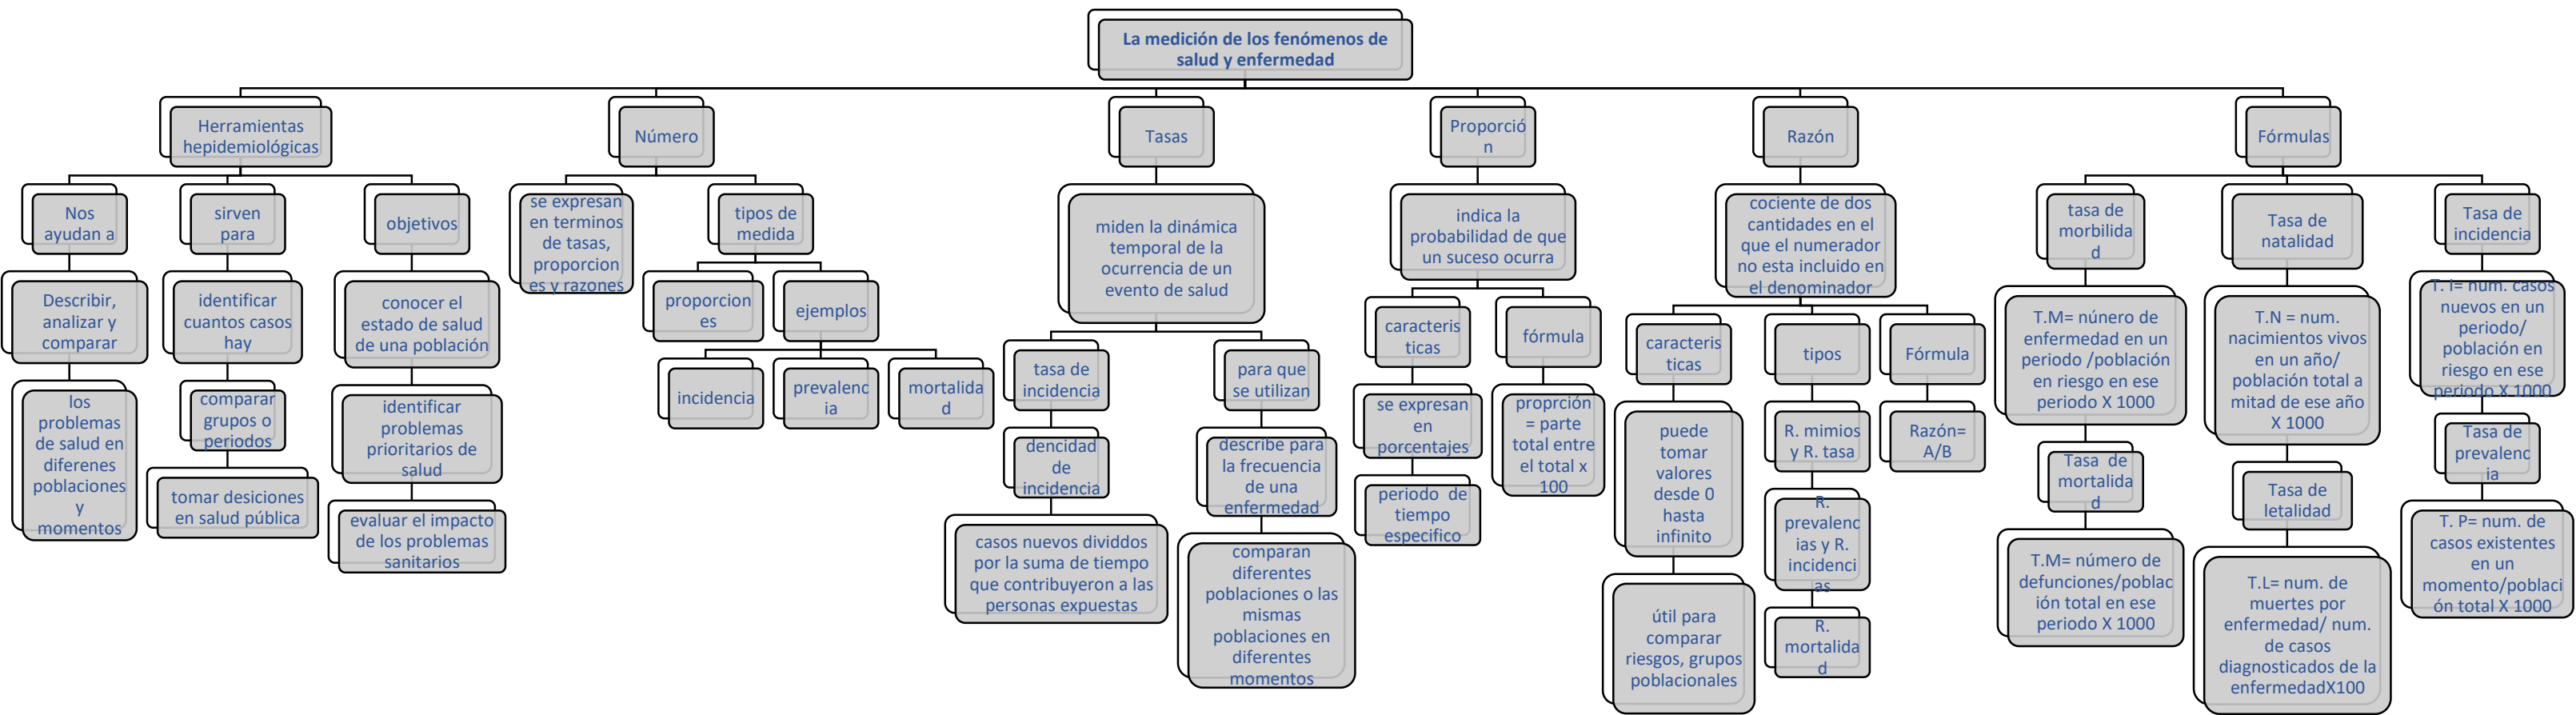 La medición de los fenómenos de
salud y enfermedad
Herramientas
hepidemiológicas
Nos
ayudan a
Describir,
analizar y
comparar
los
problemas
de salud en
diferenes
poblaciones
y
momentos
sirven
para
identificar
cuantos casos
hay
comparar
grupos o
periodos
tomar desiciones
en salud pública
objetivos
conocer el
estado de salud
de una población
identificar
problemas
prioritarios de
salud
evaluar el impacto
de los problemas
sanitarios
Número
se expresan
en terminos
de tasas,
proporcion
es y razones
tipos de
medida
proporcion
es
ejemplos
incidencia
prevalenc
ia
mortalida
d
Tasas
miden la dinámica
temporal de la
ocurrencia de un
evento de salud
tasa de
incidencia
dencidad
de
incidencia
casos nuevos dividdos
por la suma de tiempo
que contribuyeron a las
personas expuestas
para que
se utilizan
describe para
la frecuencia
de una
enfermedad
comparan
diferentes
poblaciones o las
mismas
poblaciones en
diferentes
momentos
Proporció
n
indica la
probabilidad de que
un suceso ocurra
caracteris
ticas
se expresan
en
porcentajes
periodo de
tiempo
especifico
fórmula
proprción
= parte
total entre
el total x
100
Razón
cociente de dos
cantidades en el
que el numerador
no esta incluido en
el denominador
caracteris
ticas
puede
tomar
valores
desde 0
hasta
infinito
útil para
comparar
riesgos, grupos
poblacionales
tipos
R. mimios
y R. tasa
R.
prevalenc
ias y R.
incidenci
as
R.
mortalida
d
Fórmula
Razón=
A/B
Fórmulas
tasa de
morbilida
d
T.M= núnero de
enfermedad en un
periodo /población
en riesgo en ese
periodo X 1000
Tasa de
mortalida
d
T.M= número de
defunciones/poblac
ión total en ese
periodo X 1000
Tasa de
natalidad
T.N = num.
nacimientos vivos
en un año/
población total a
mitad de ese año
X 1000
Tasa de
letalidad
T.L= num. de
muertes por
enfermedad/ num.
de casos
diagnosticados de la
enfermedadX100
Tasa de
incidencia
T. I= num. casos
nuevos en un
periodo/
población en
riesgo en ese
periodo X 1000
Tasa de
prevalenc
ia
T. P= num. de
casos existentes
en un
momento/poblaci
ón total X 1000